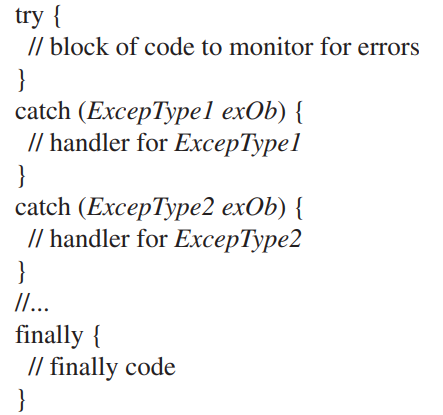 try {
// block of code to monitor for errors
}
catch (ExcepType1 exOb) {
// handler for ExcepType1
}
catch (ExcepType2 exOb) {
// handler for ExcepType2
}
//...
finally {
// finally code
}